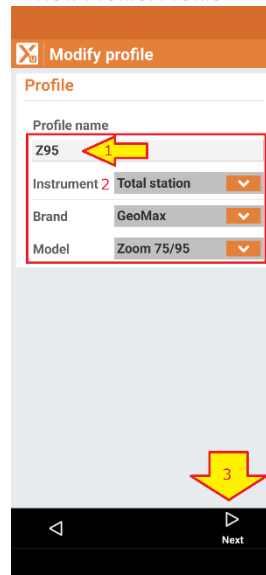 Modify profile
Profile
Profile name
Z95 1
Instrument 2 Total station
Brand GeoMax
Model Zoom 75/95
3
Next